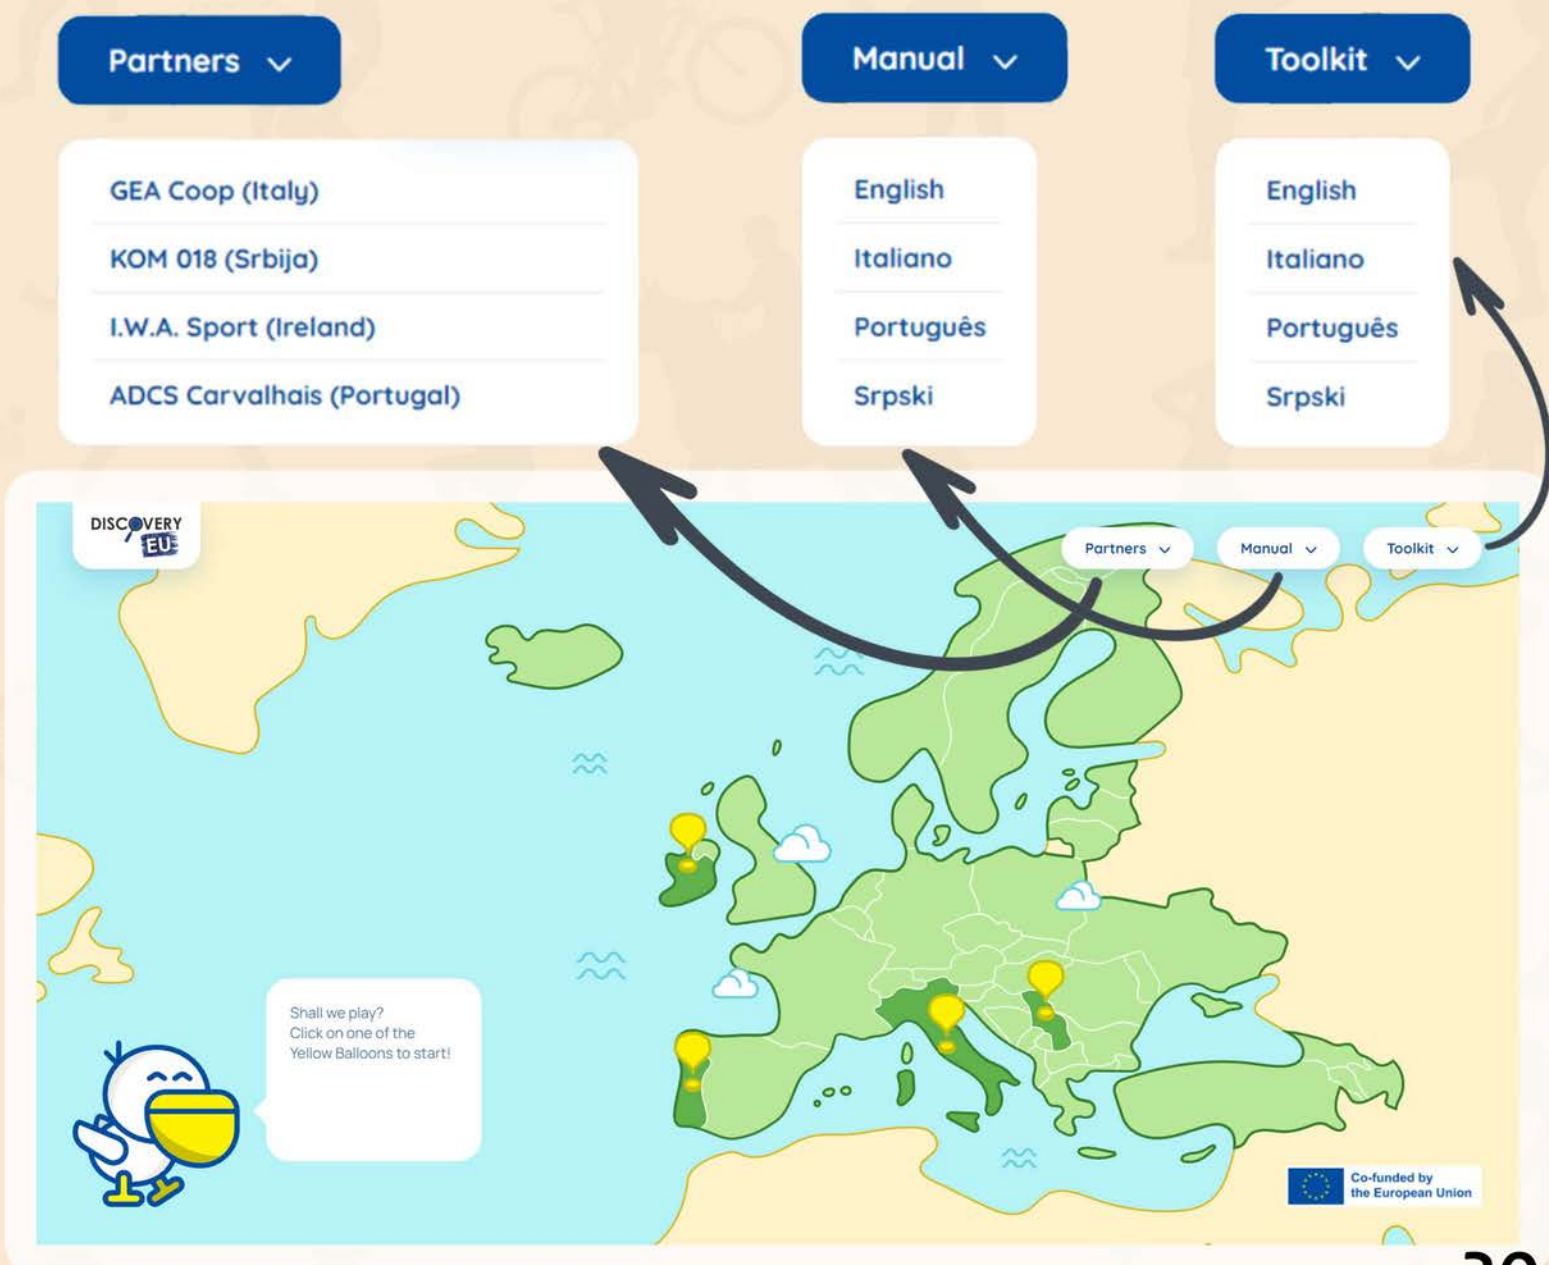 Partners
Manual
Toolkit
GEA Coop (Italy)
KOM 018 (Srbija)
I.W.A. Sport (Ireland)
ADCS Carvalhais (Portugal)
English
Italiano
Português
Srpski
English
Italiano
Português
Srpski
DISCOVERY
EU
Partners
Manual
Toolkit
Shall we play?
Click on one of the
Yellow Balloons to start!
Co-funded by
the European Union